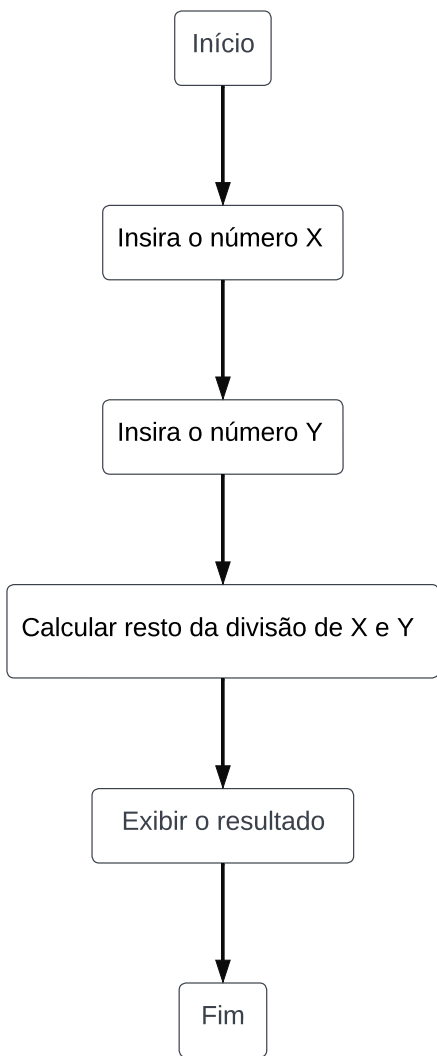 Início
Insira o número X
Insira o número Y
Calcular resto da divisão de X e Y
Exibir o resultado
Fim